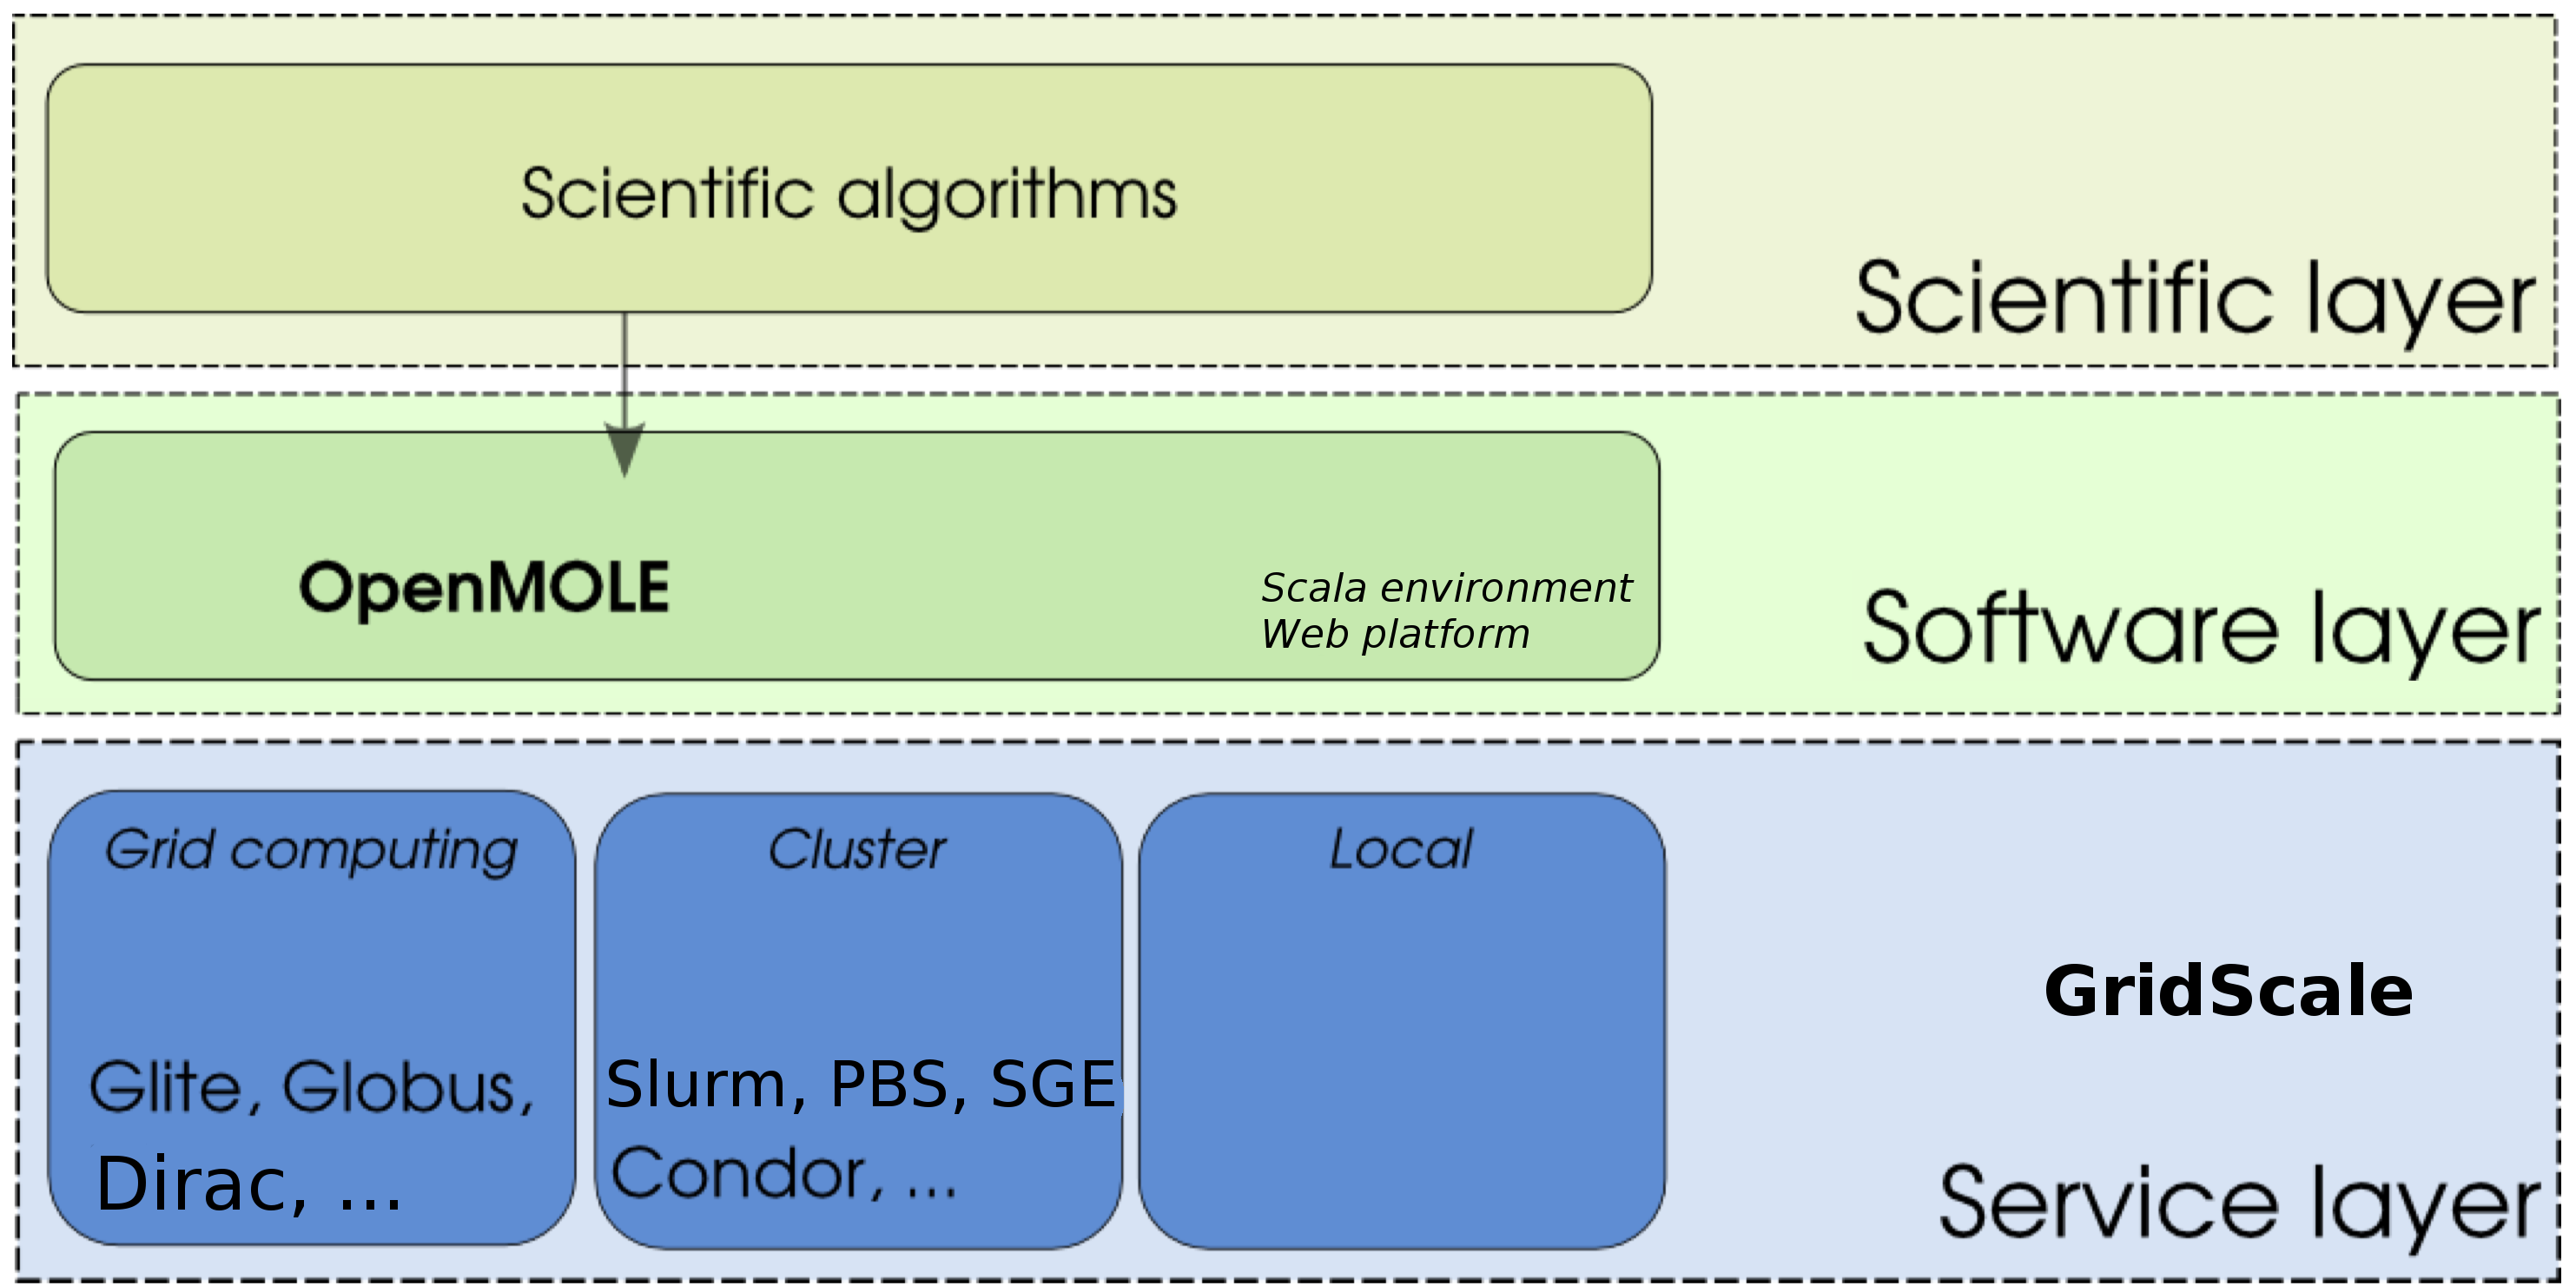 Scientific algorithms
Scientific layer
OpenMOLE
Scala environment
Web platform
Software layer
Grid computing
Glite, Globus,
Dirac, ...
Cluster
Slurm, PBS, SGE,
Condor, ...
Local
GridScale
Service layer